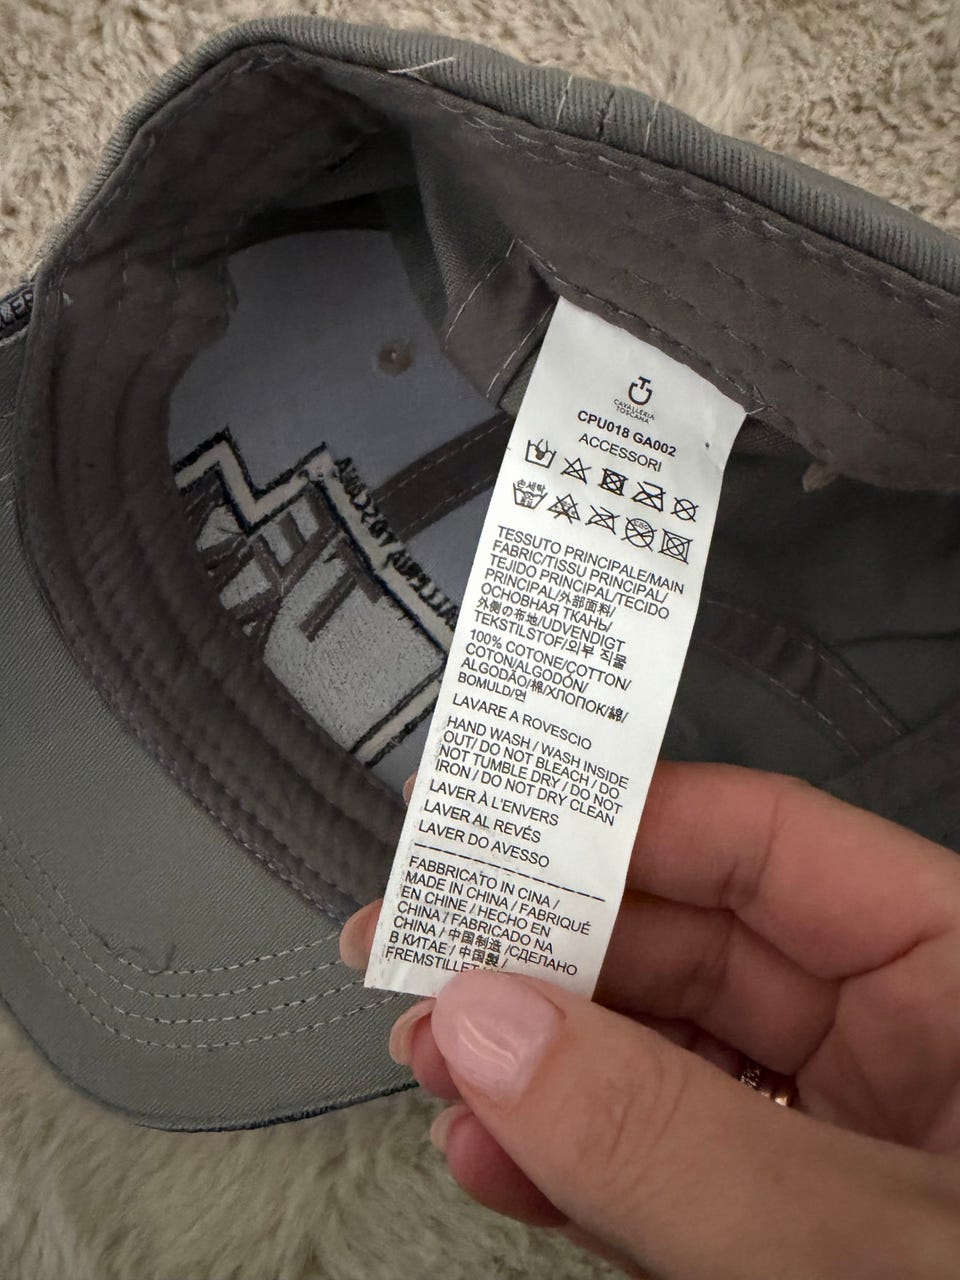 CAVALLERIA
TOSCANA
CPU018 GA002
ACCESSORI
손세탁
TESSUTO PRINCIPALE/MAIN
FABRIC/TISSU PRINCIPAL/
TEJIDO PRINCIPAL/TECIDO
PRINCIPAL/外部面料/
ОСНОВНАЯ ТКАНЬ/
外側の布地/UDVENDIGT
TEKSTILSTOF/외부 직물
100% COTONE/COTTON/
COTON/ALGODÓN/
ALGODÃO/棉/ХЛОПОК/綿/
BOMULD/면
LAVARE A ROVESCIO
HAND WASH / WASH INSIDE
OUT/ DO NOT BLEACH / DO
NOT TUMBLE DRY / DO NOT
IRON / DO NOT DRY CLEAN
LAVER À L'ENVERS
LAVAR AL REVÉS
LAVER DO AVESSO
FABBRICATO IN CINA /
MADE IN CHINA / FABRIQUÉ
EN CHINE / HECHO EN
CHINA / FABRICADO NA
CHINA / 中国制造 /СДЕЛАНО
В КИТАЕ / 中国製 /